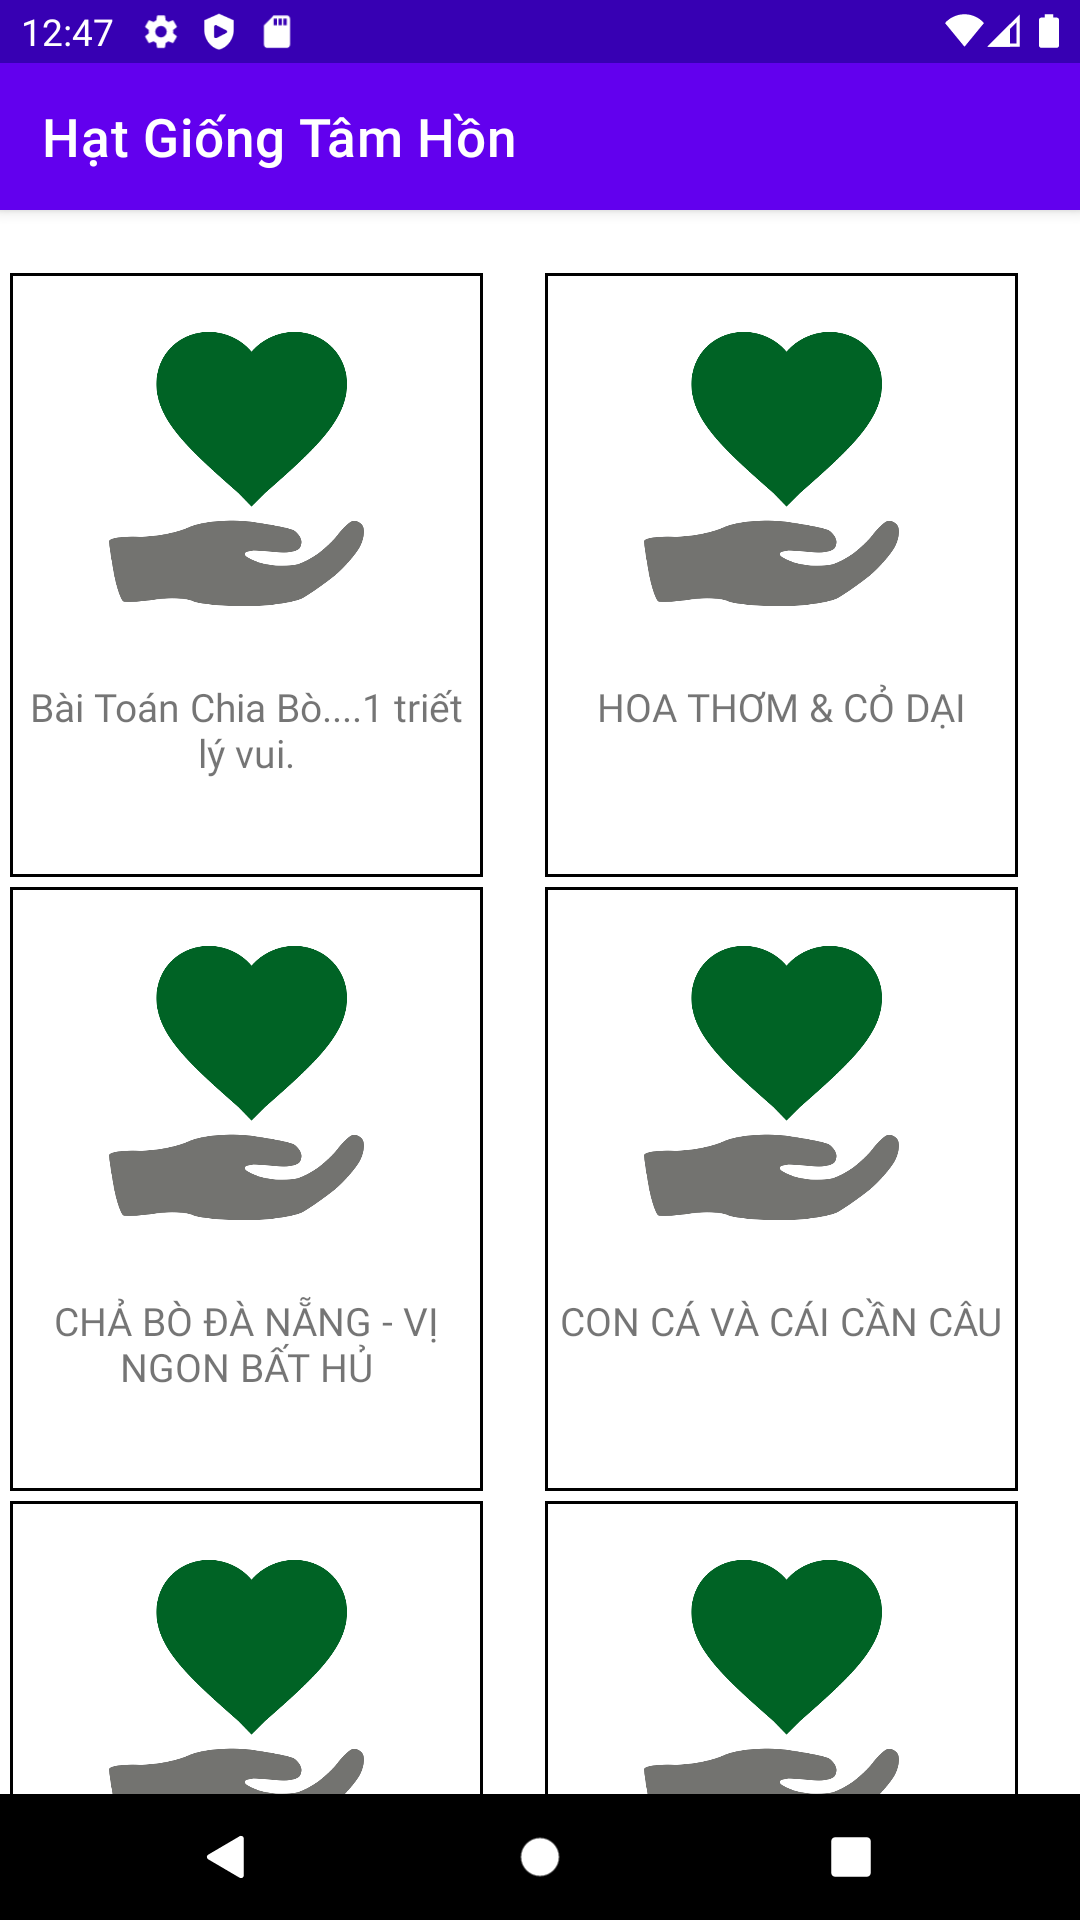 12:47
Hạt Giống Tâm Hồn
Bài Toán Chia Bò....1 triết
lý vui.
HOA THƠM & CỎ DẠI
CHẢ BÒ ĐÀ NẴNG - VỊ
NGON BẤT HỦ
CON CÁ VÀ CÁI CẦN CÂU